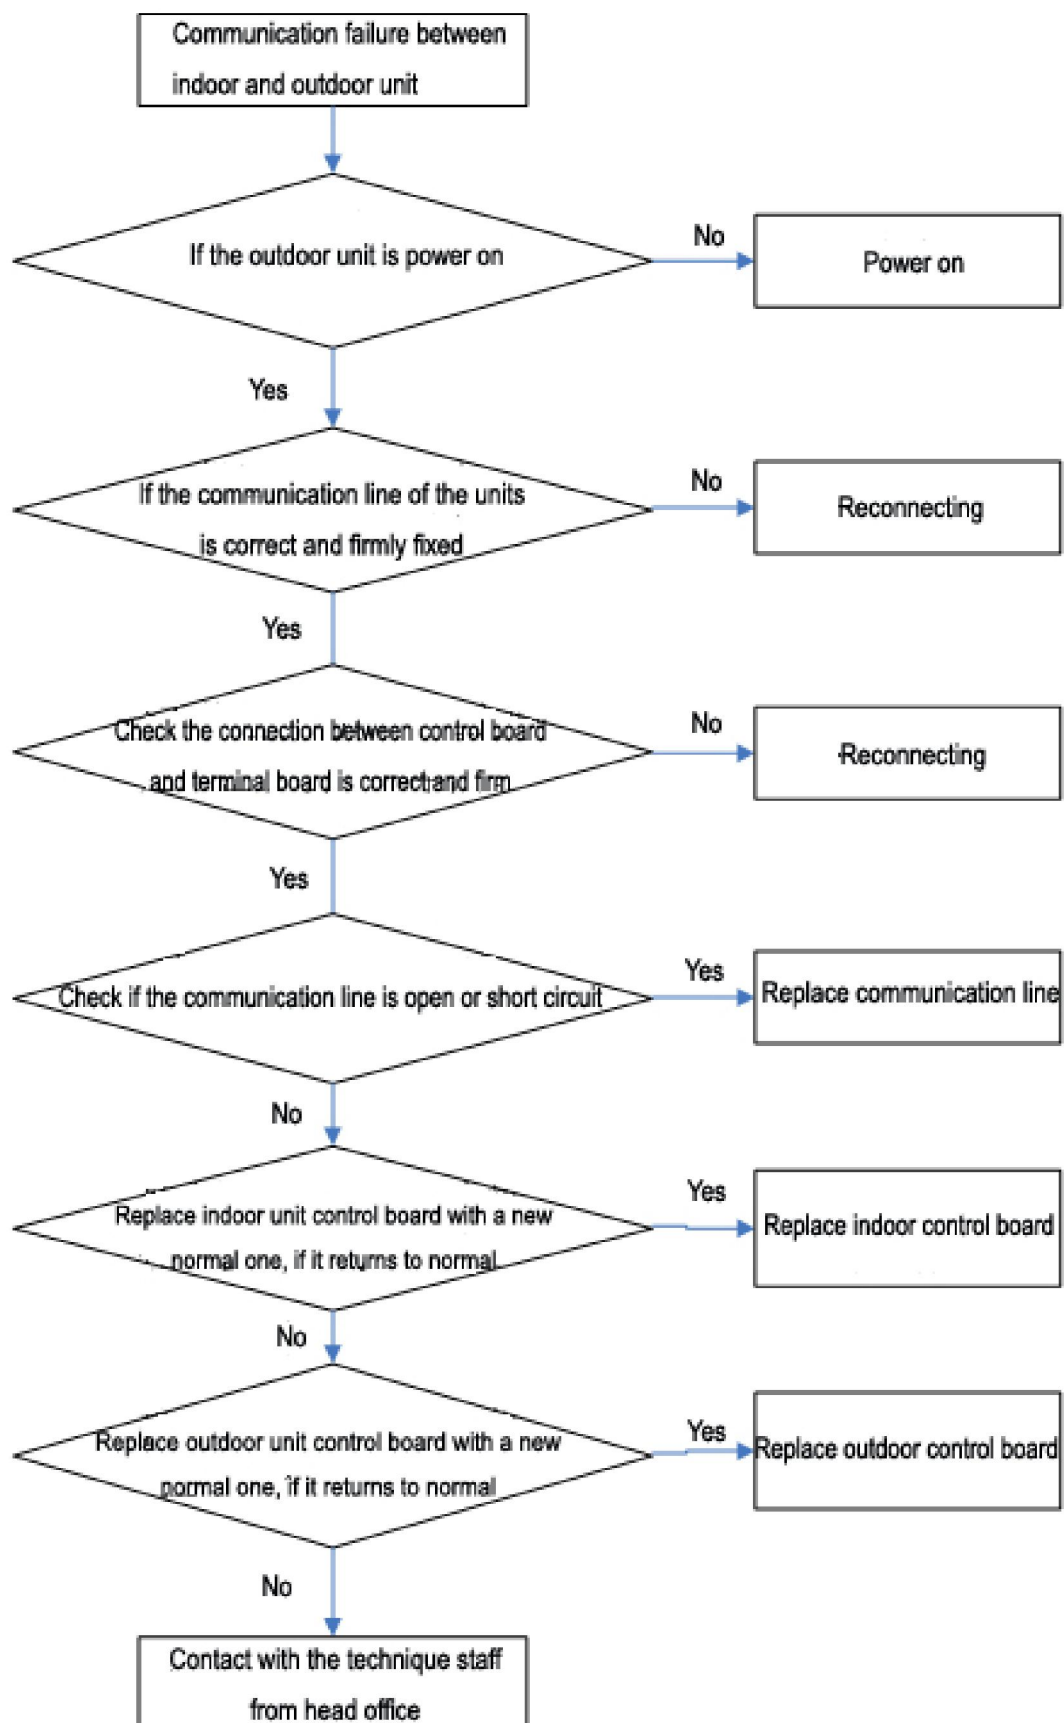 Communication failure between
indoor and outdoor unit
If the outdoor unit is power on
No
Power on
Yes
If the communication line of the units
is correct and firmly fixed
No
Reconnecting
Yes
Check the connection between control board
and terminal board is correct and firm
No
Reconnecting
Yes
Check if the communication line is open or short circuit
Yes
Replace communication line
No
Replace indoor unit control board with a new
normal one, if it returns to normal
Yes
Replace indoor control board
No
Replace outdoor unit control board with a new
normal one, if it returns to normal
Yes
Replace outdoor control board
No
Contact with the technique staff
from head office